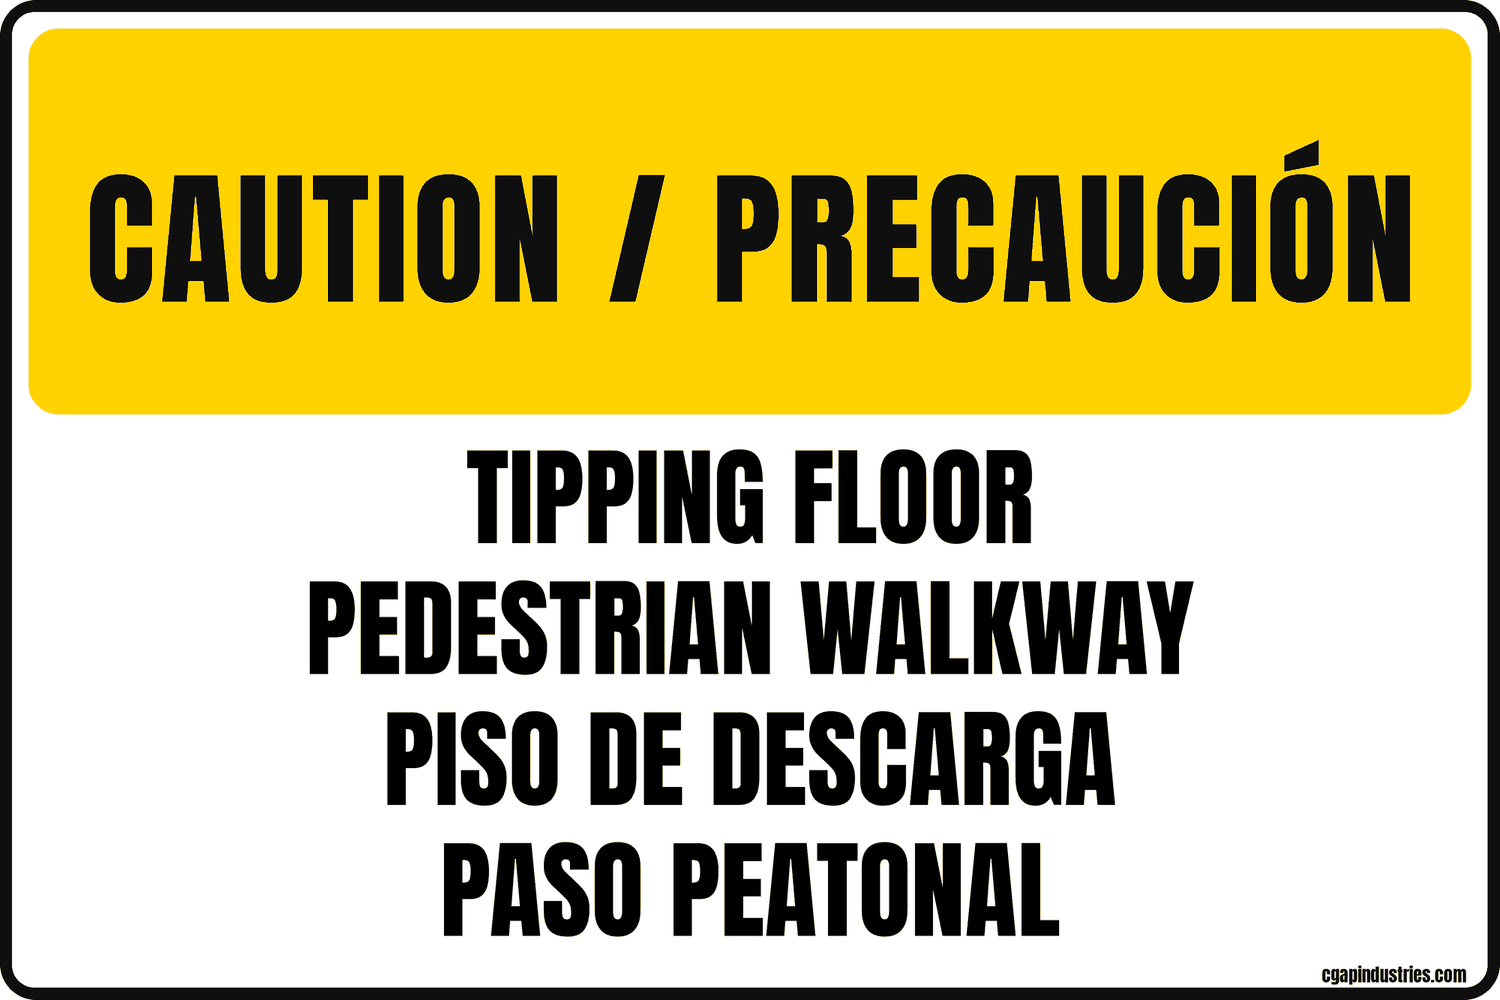 CAUTION / PRECAUCIÓN
TIPPING FLOOR
PEDESTRIAN WALKWAY
PISO DE DESCARGA
PASO PEATONAL
cgapindustries.com